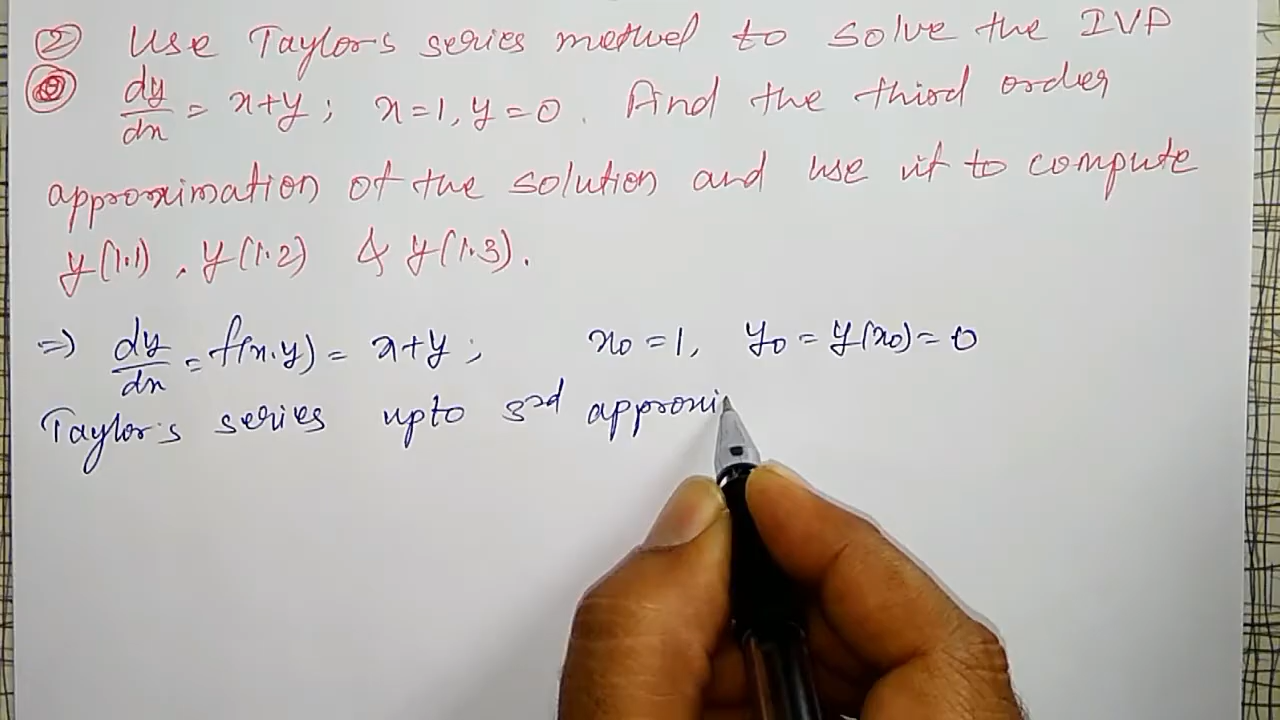 ② Use Taylor's series method to solve the IVP
dy/dx = x+y ; x=1, y=0. Find the third order
approximation of the solution and use it to compute
y(1.1), y(1.2) & y(1.3).
⇒ dy/dx = f(x,y) = x+y ; x0 = 1, y0 = y(x0) = 0
Taylor's series upto 3rd approxi